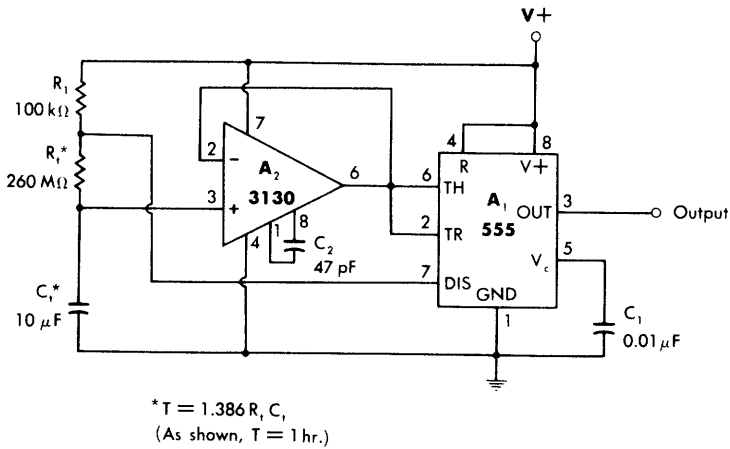 V+
R₁
100 kΩ
Rₜ*
260 MΩ
Cₜ*
10 μF
7
2
−
A₂
3130
6
3
+
1
8
4
C₂
47 pF
4
8
R
V+
6
TH
A₁
OUT
3
Output
2
TR
555
V꜀
5
7
DIS
GND
1
C₁
0.01 μF
*T = 1.386 Rₜ Cₜ
(As shown, T = 1 hr.)